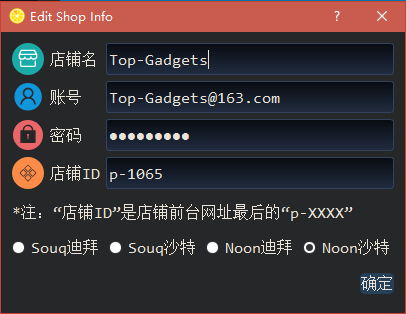 Edit Shop Info
店铺名 Top-Gadgets
账号 Top-Gadgets@163.com
密码 ●●●●●●●●●
店铺ID p-1065
*注：“店铺ID”是店铺前台网址最后的“p-XXXX”
Souq迪拜 Souq沙特 Noon迪拜 Noon沙特
确定